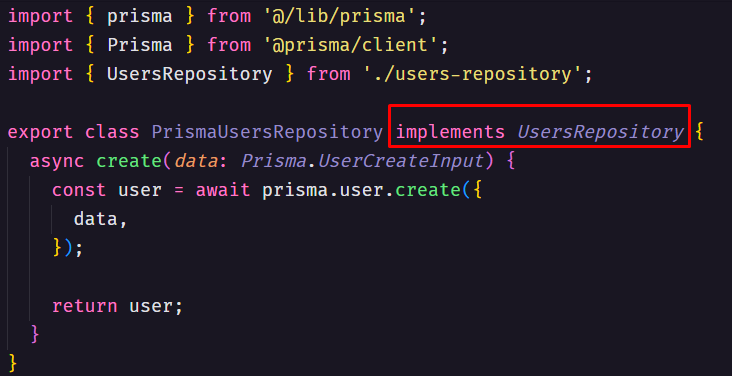 import { prisma } from '@/lib/prisma';
import { Prisma } from '@prisma/client';
import { UsersRepository } from './users-repository';
export class PrismaUsersRepository implements UsersRepository {
async create(data: Prisma.UserCreateInput) {
const user = await prisma.user.create({
data,
});
return user;
}
}